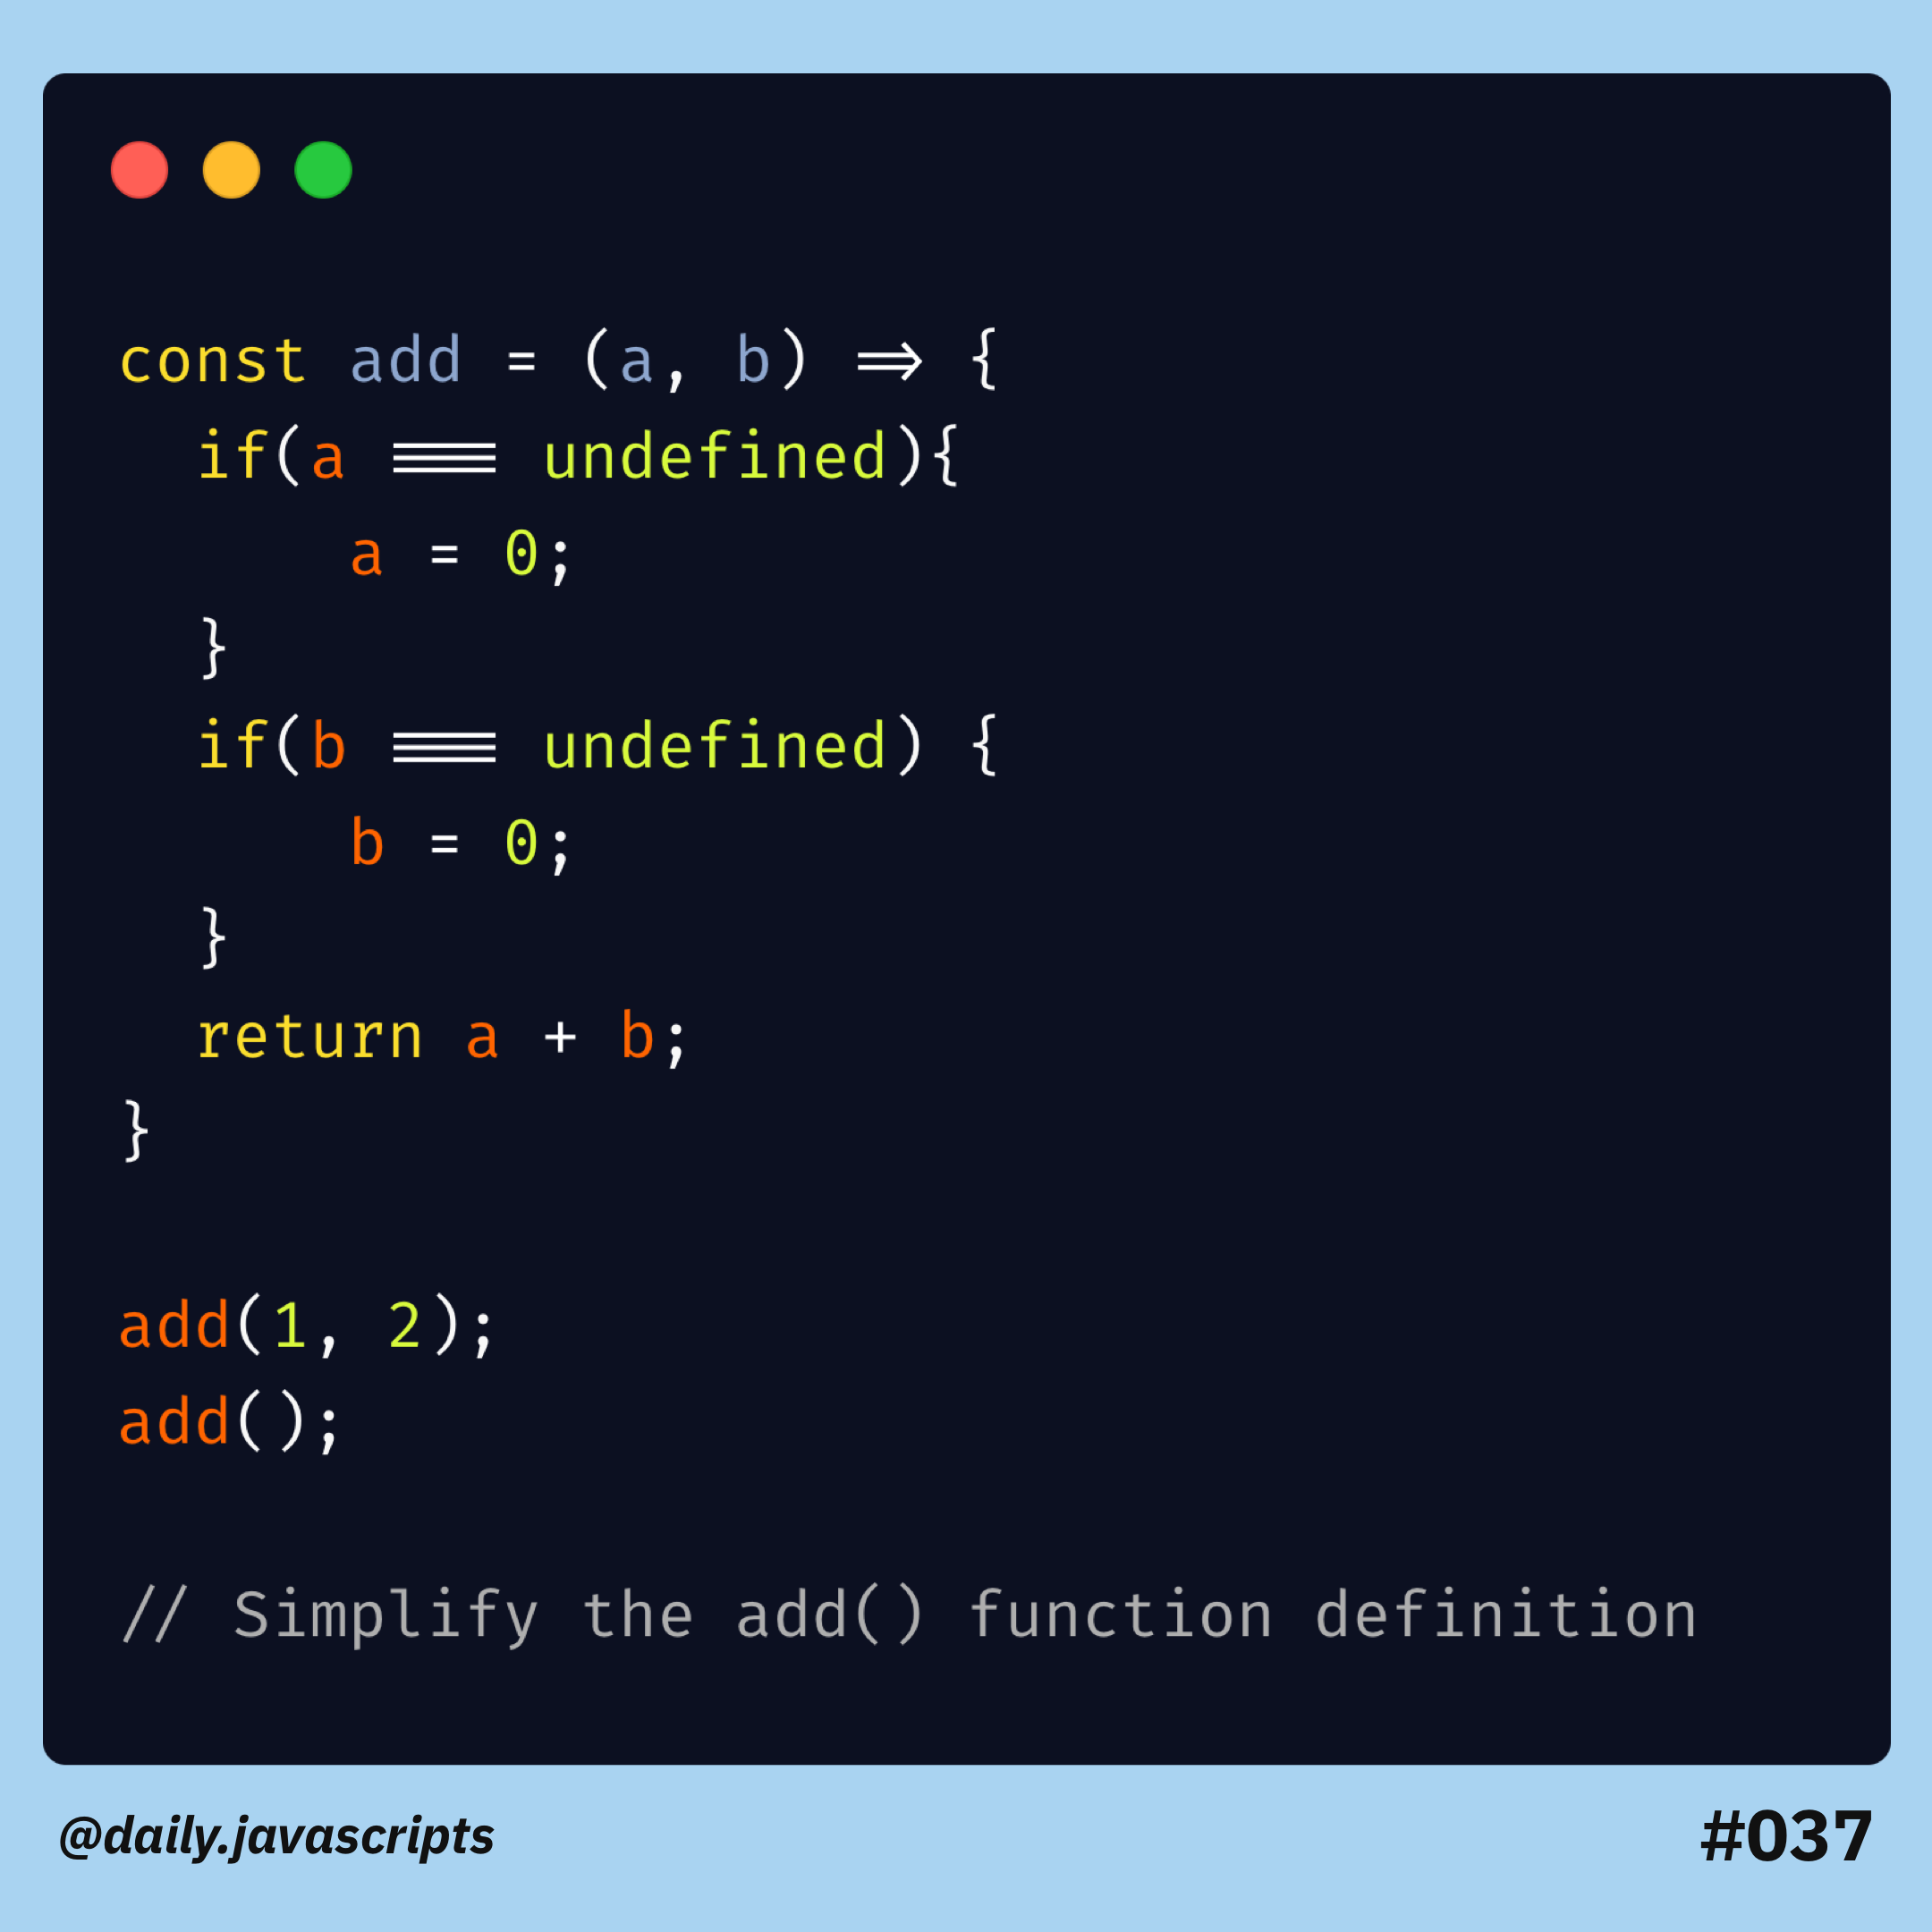 const add = (a, b) => {
  if(a === undefined){
      a = 0;
  }
  if(b === undefined) {
      b = 0;
  }
  return a + b;
}
add(1, 2);
add();
// Simplify the add() function definition
@daily.javascripts
#037